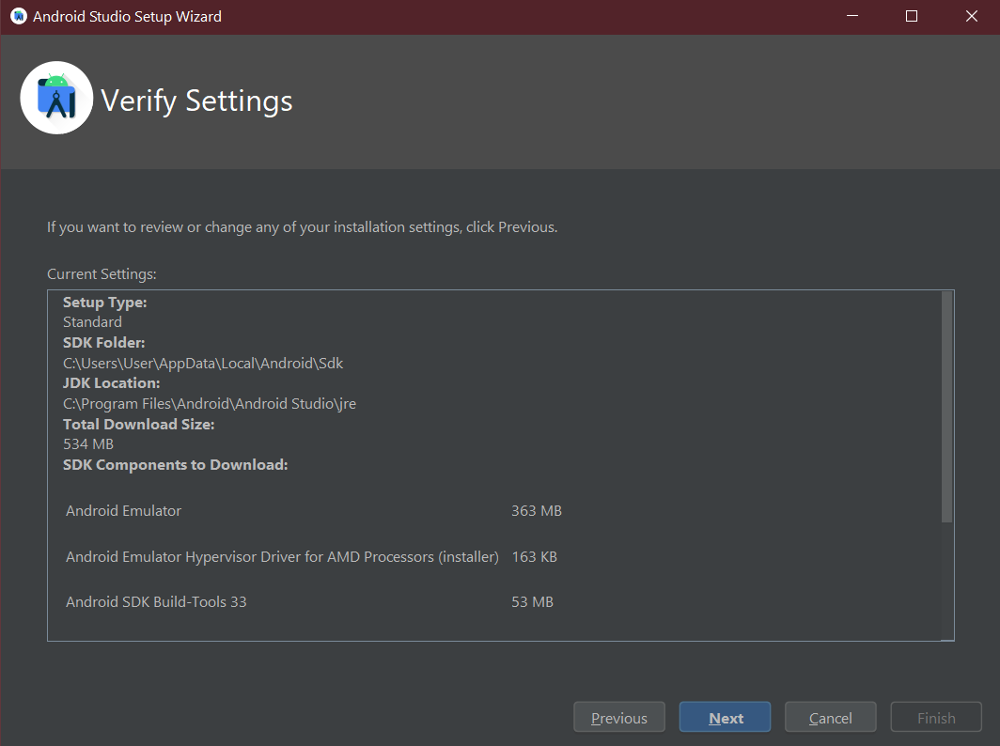 Android Studio Setup Wizard
Verify Settings
If you want to review or change any of your installation settings, click Previous.
Current Settings:
Setup Type:
Standard
SDK Folder:
C:\Users\User\AppData\Local\Android\Sdk
JDK Location:
C:\Program Files\Android\Android Studio\jre
Total Download Size:
534 MB
SDK Components to Download:
Android Emulator 363 MB
Android Emulator Hypervisor Driver for AMD Processors (installer) 163 KB
Android SDK Build-Tools 33 53 MB
Previous Next Cancel Finish